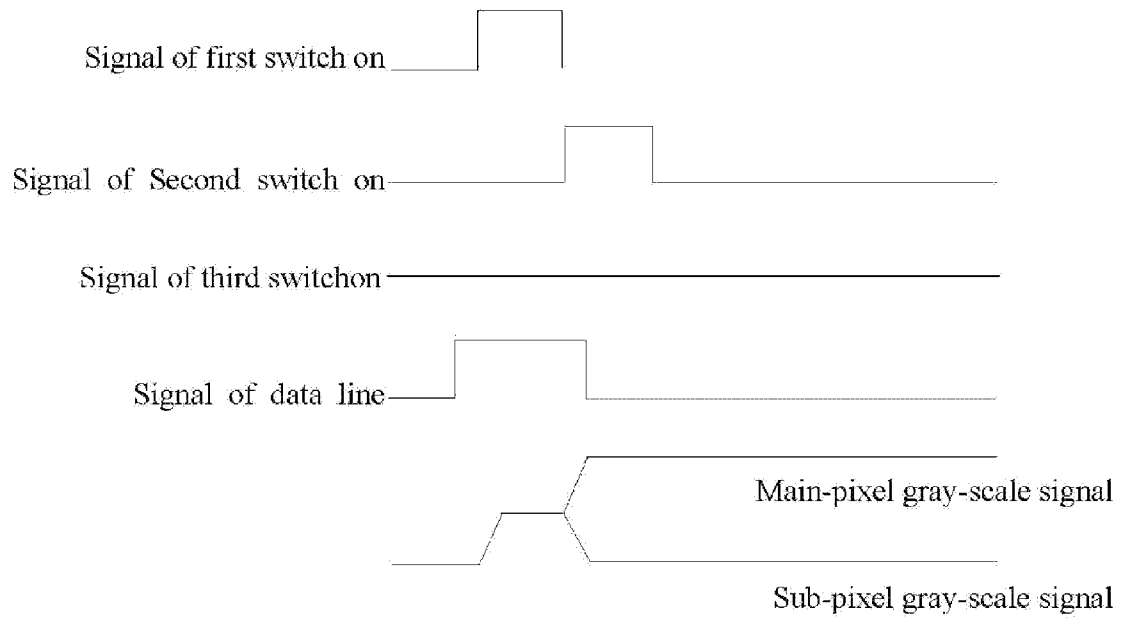 Signal of first switch on
Signal of Second switch on
Signal of third switchon
Signal of data line
Main-pixel gray-scale signal
Sub-pixel gray-scale signal